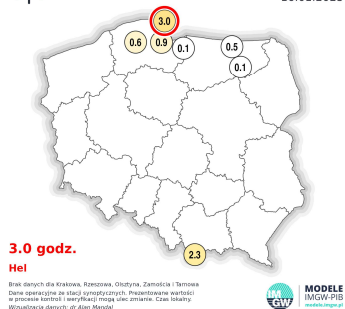 3.0
0.6
0.9
0.1
0.5
0.1
2.3
3.0 godz.
Hel
Brak danych dla Krakowa, Rzeszowa, Olsztyna, Zamościa i Tarnowa
Dane operacyjne ze stacji synoptycznych. Prezentowane wartości
w procesie kontroli i weryfikacji mogą ulec zmianie. Czas lokalny.
Wizualizacja danych: dr Alan Mandal
IM
GW
MODELE
IMGW-PIB
modele.imgw.pl